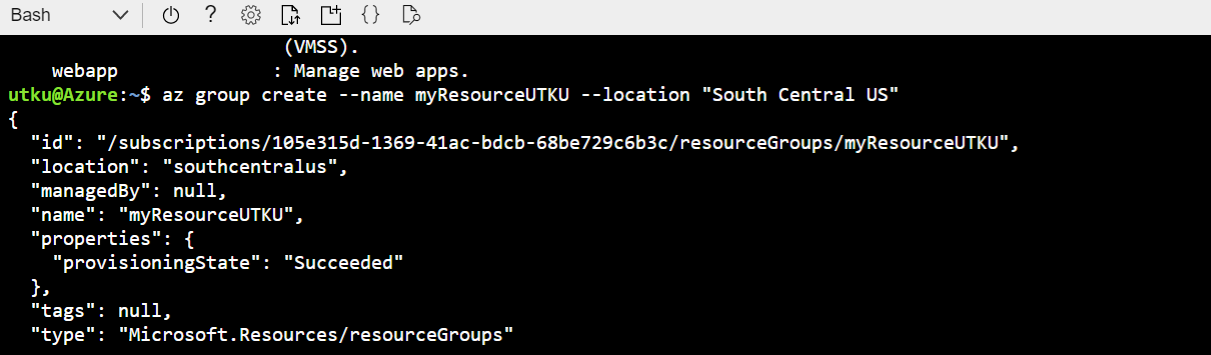 Bash
(VMSS).
webapp : Manage web apps.
utku@Azure:~$ az group create --name myResourceUTKU --location "South Central US"
{
"id": "/subscriptions/105e315d-1369-41ac-bdcb-68be729c6b3c/resourceGroups/myResourceUTKU",
"location": "southcentralus",
"managedBy": null,
"name": "myResourceUTKU",
"properties": {
"provisioningState": "Succeeded"
},
"tags": null,
"type": "Microsoft.Resources/resourceGroups"